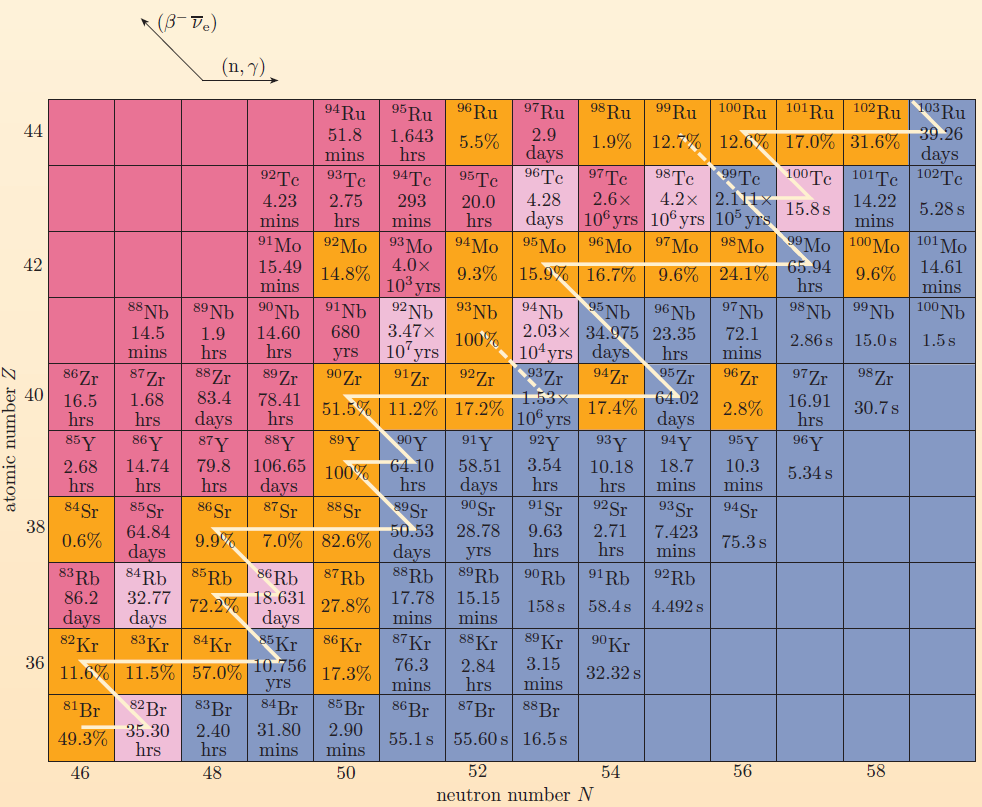 (β⁻ ν̅ₑ)
(n, γ)
44
⁹⁴Ru ⁹⁵Ru ⁹⁶Ru ⁹⁷Ru ⁹⁸Ru ⁹⁹Ru ¹⁰⁰Ru ¹⁰¹Ru ¹⁰²Ru ¹⁰³Ru
51.8 1.643 5.5% 2.9 1.9% 12.7% 12.6% 17.0% 31.6% 39.26
mins hrs days days
⁹²Tc ⁹³Tc ⁹⁴Tc ⁹⁵Tc ⁹⁶Tc ⁹⁷Tc ⁹⁸Tc ⁹⁹Tc ¹⁰⁰Tc ¹⁰¹Tc ¹⁰²Tc
4.23 2.75 293 20.0 4.28 2.6× 4.2× 2.111× 15.8 s 14.22 5.28 s
mins hrs mins hrs days 10⁶ yrs 10⁶ yrs 10⁵ yrs mins
42
⁹¹Mo ⁹²Mo ⁹³Mo ⁹⁴Mo ⁹⁵Mo ⁹⁶Mo ⁹⁷Mo ⁹⁸Mo ⁹⁹Mo ¹⁰⁰Mo ¹⁰¹Mo
15.49 14.8% 4.0× 9.3% 15.9% 16.7% 9.6% 24.1% 65.94 9.6% 14.61
mins 10³ yrs hrs mins
⁸⁸Nb ⁸⁹Nb ⁹⁰Nb ⁹¹Nb ⁹²Nb ⁹³Nb ⁹⁴Nb ⁹⁵Nb ⁹⁶Nb ⁹⁷Nb ⁹⁸Nb ⁹⁹Nb ¹⁰⁰Nb
14.5 1.9 14.60 680 3.47× 100% 2.03× 34.975 23.35 72.1 2.86 s 15.0 s 1.5 s
mins hrs hrs yrs 10⁷ yrs 10⁴ yrs days hrs mins
40
⁸⁶Zr ⁸⁷Zr ⁸⁸Zr ⁸⁹Zr ⁹⁰Zr ⁹¹Zr ⁹²Zr ⁹³Zr ⁹⁴Zr ⁹⁵Zr ⁹⁶Zr ⁹⁷Zr ⁹⁸Zr
16.5 1.68 83.4 78.41 51.5% 11.2% 17.2% 1.53× 17.4% 64.02 2.8% 16.91 30.7 s
hrs hrs days hrs 10⁶ yrs days hrs
⁸⁵Y ⁸⁶Y ⁸⁷Y ⁸⁸Y ⁸⁹Y ⁹⁰Y ⁹¹Y ⁹²Y ⁹³Y ⁹⁴Y ⁹⁵Y ⁹⁶Y
2.68 14.74 79.8 106.65 100% 64.10 58.51 3.54 10.18 18.7 10.3 5.34 s
hrs hrs hrs days hrs days hrs hrs mins mins
38
⁸⁴Sr ⁸⁵Sr ⁸⁶Sr ⁸⁷Sr ⁸⁸Sr ⁸⁹Sr ⁹⁰Sr ⁹¹Sr ⁹²Sr ⁹³Sr ⁹⁴Sr
0.6% 64.84 9.9% 7.0% 82.6% 50.53 28.78 9.63 2.71 7.423 75.3 s
days days yrs hrs hrs mins
⁸³Rb ⁸⁴Rb ⁸⁵Rb ⁸⁶Rb ⁸⁷Rb ⁸⁸Rb ⁸⁹Rb ⁹⁰Rb ⁹¹Rb ⁹²Rb
86.2 32.77 72.2% 18.631 27.8% 17.78 15.15 158 s 58.4 s 4.492 s
days days days mins mins
36
⁸²Kr ⁸³Kr ⁸⁴Kr ⁸⁵Kr ⁸⁶Kr ⁸⁷Kr ⁸⁸Kr ⁸⁹Kr ⁹⁰Kr
11.6% 11.5% 57.0% 10.756 17.3% 76.3 2.84 3.15 32.32 s
yrs mins hrs mins
⁸¹Br ⁸²Br ⁸³Br ⁸⁴Br ⁸⁵Br ⁸⁶Br ⁸⁷Br ⁸⁸Br
49.3% 35.30 2.40 31.80 2.90 55.1 s 55.60 s 16.5 s
hrs hrs mins mins
46 48 50 52 54 56 58
neutron number N
atomic number Z